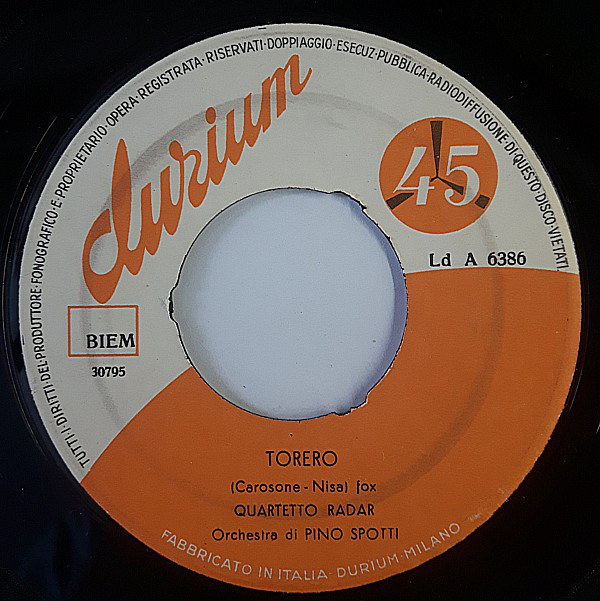 TUTTI·I·DIRITTI·DEL·PRODUTTORE·FONOGRAFICO·E·PROPRIETARIO·OPERA·REGISTRATA·RISERVATI·DOPPIAGGIO·ESECUZ·PUBBLICA·RADIODIFFUSIONE·DI·QUESTO·DISCO·VIETATI
durium
45
Ld A 6386
BIEM
30795
TORERO
(Carosone - Nisa) fox
QUARTETTO RADAR
Orchestra di PINO SPOTTI
FABBRICATO IN ITALIA - DURIUM - MILANO